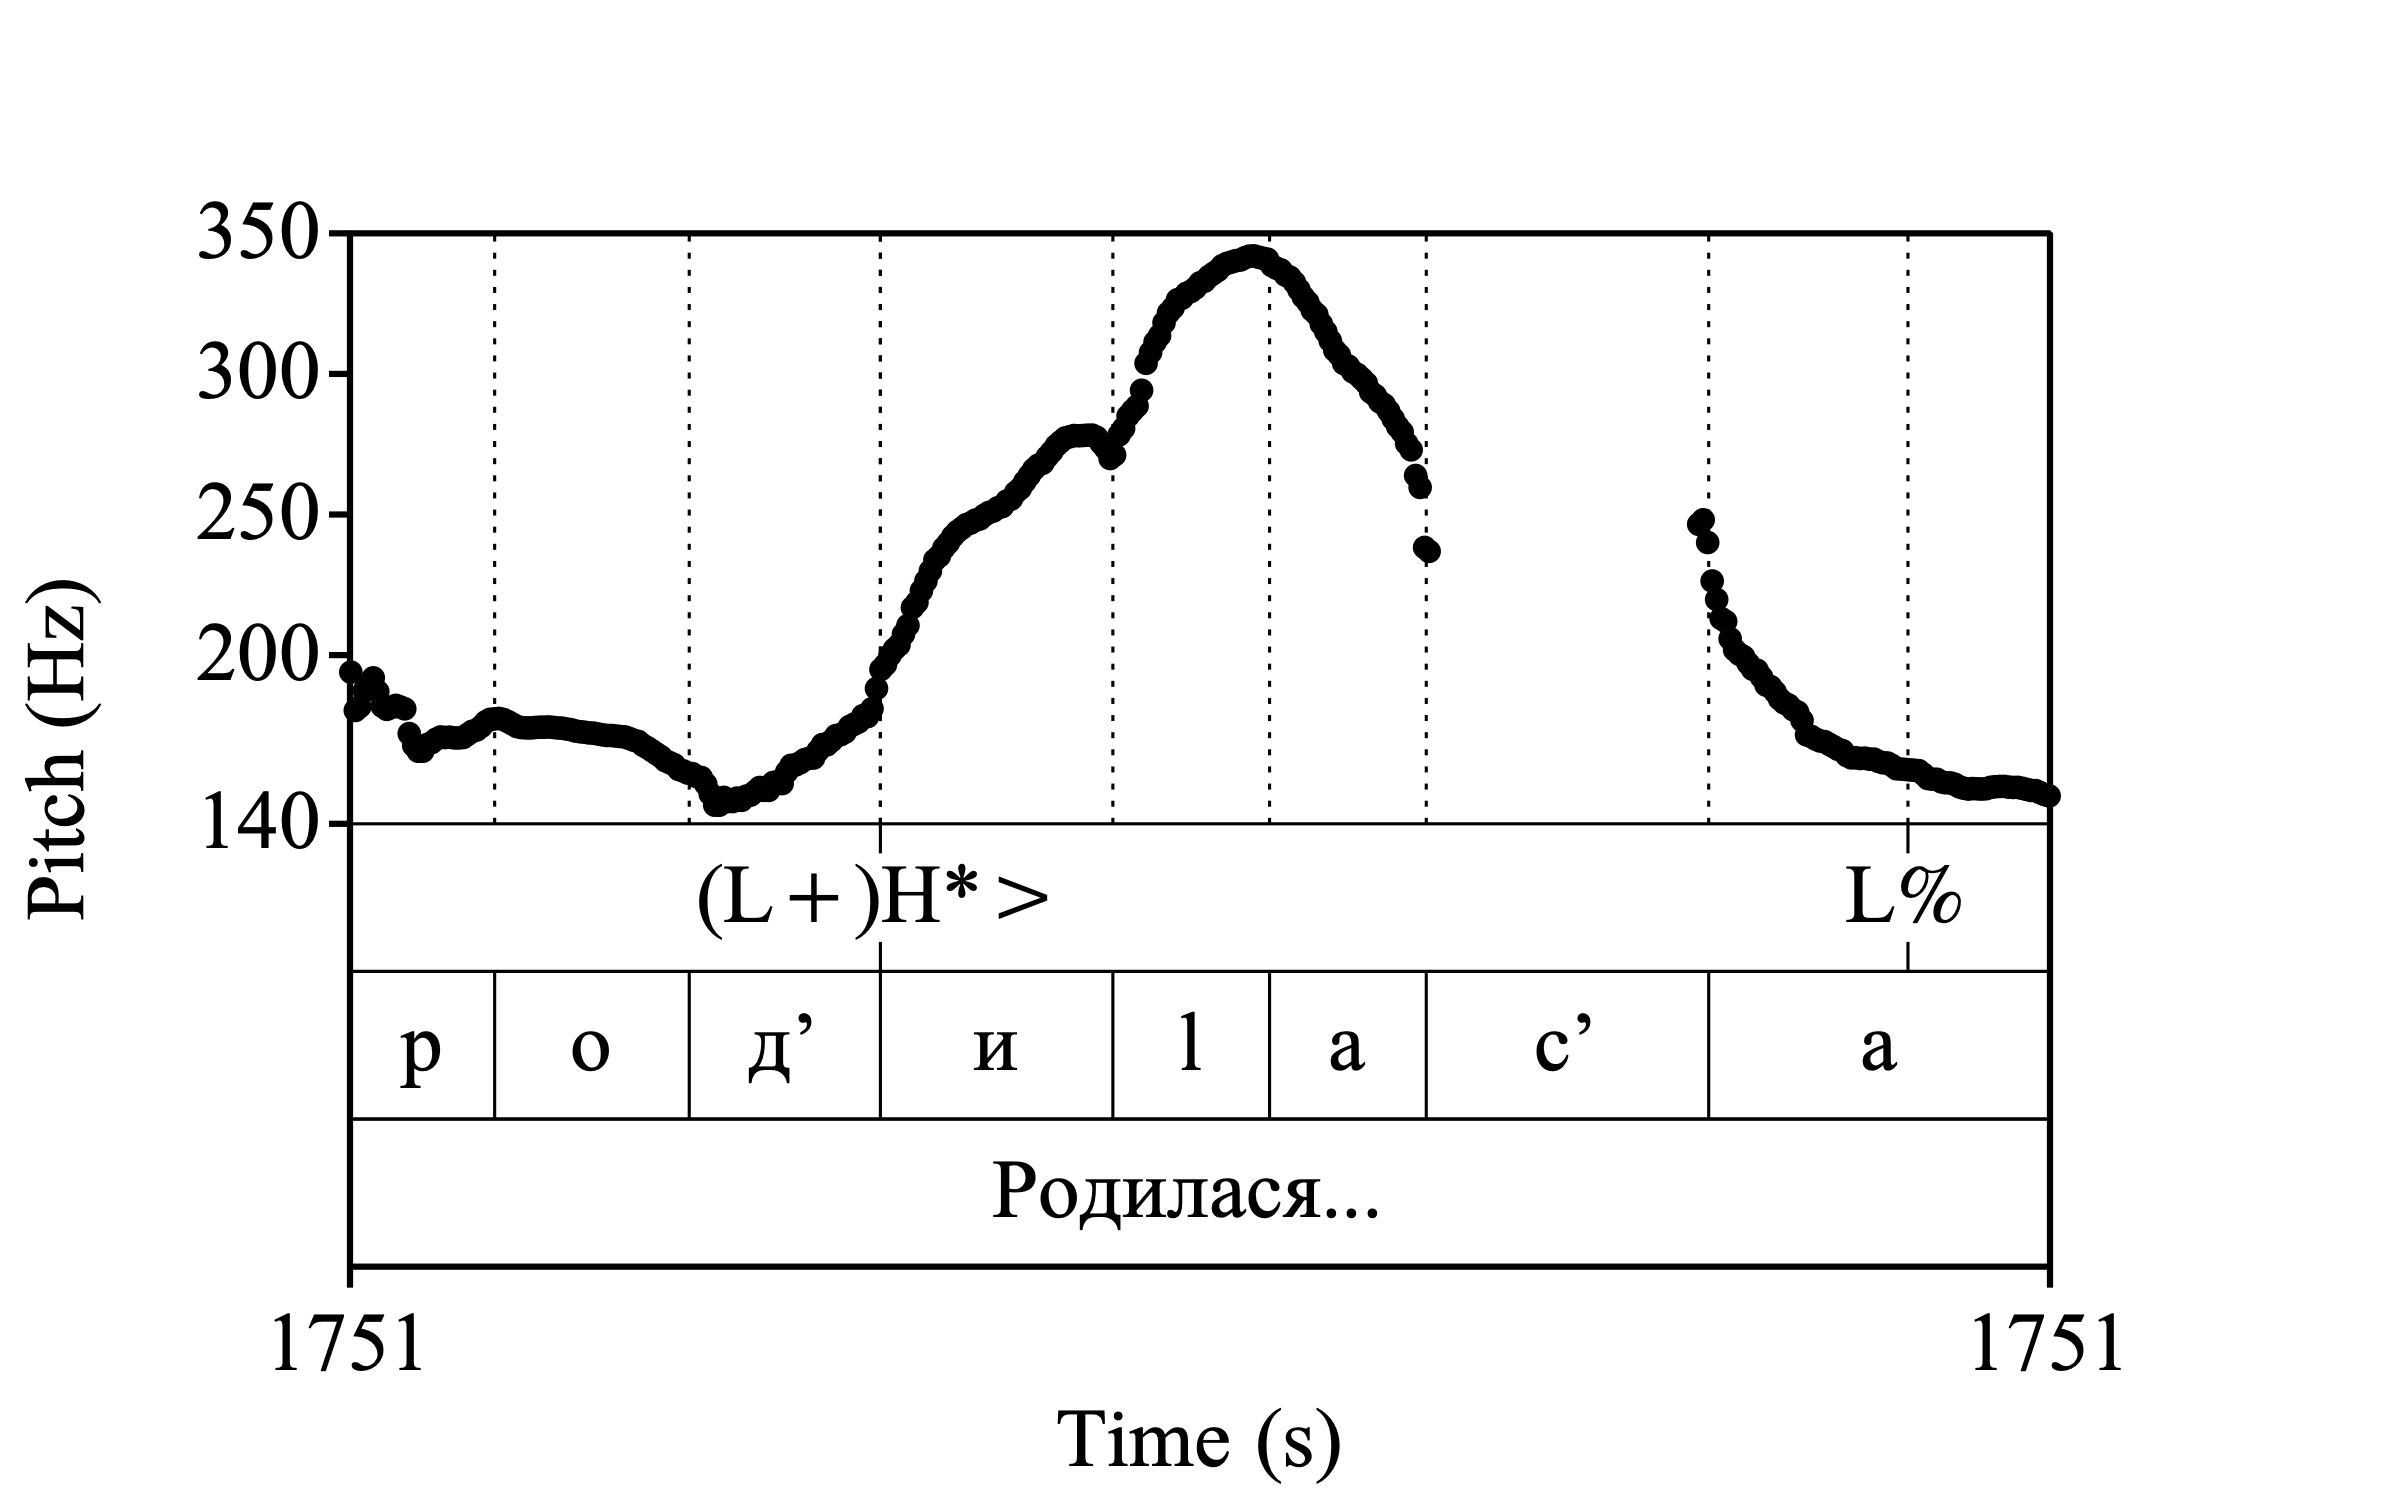 350
300
250
200
140
Pitch (Hz)
(L+)H* > L%
р о д’ и l а с’ а
Родилася...
1751 1751
Time (s)